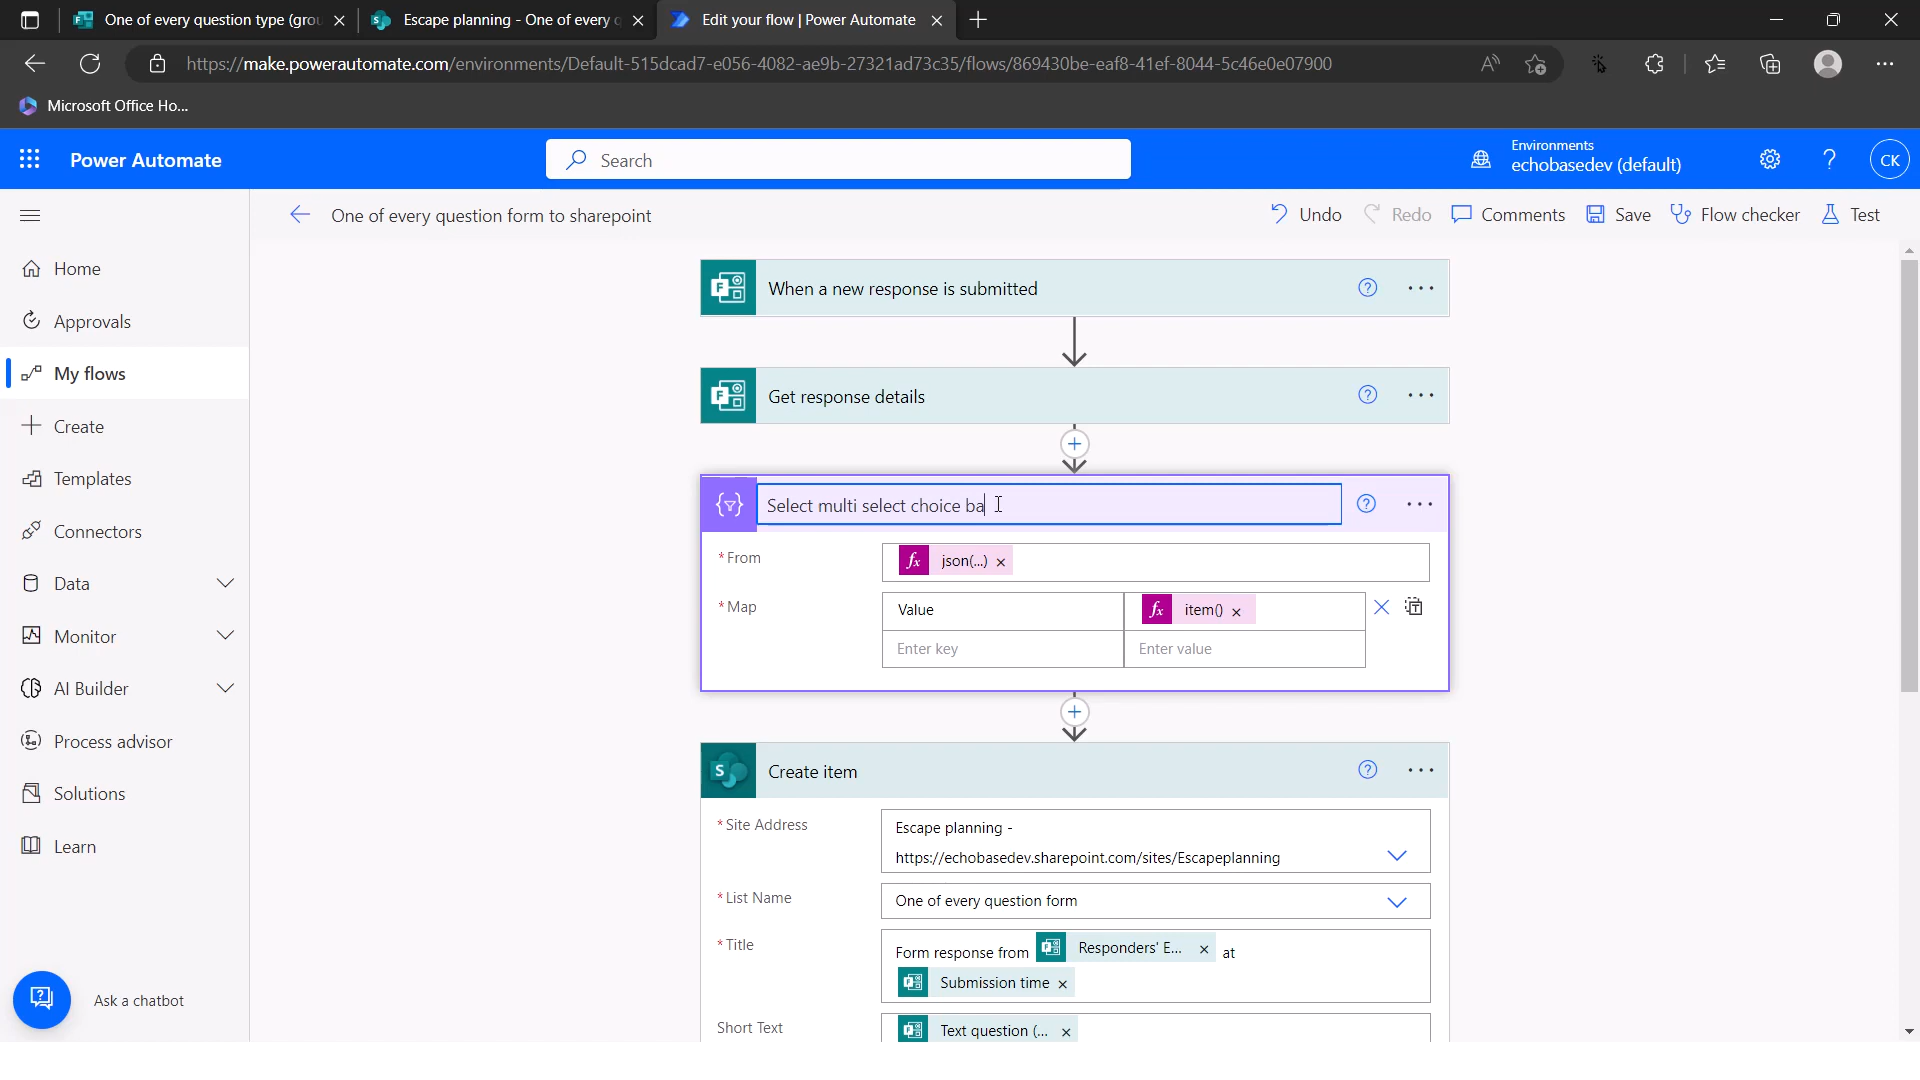 One of every question type (grou
Escape planning - One of every q
Edit your flow | Power Automate
https://make.powerautomate.com/environments/Default-515dcad7-e056-4082-ae9b-27321ad73c35/flows/869430be-eaf8-41ef-8044-5c46e0e07900
Microsoft Office Ho...
Power Automate
Search
Environments
echobasedev (default)
?
CK
One of every question form to sharepoint
Undo
Redo
Comments
Save
Flow checker
Test
Home
Approvals
My flows
Create
Templates
Connectors
Data
Monitor
AI Builder
Process advisor
Solutions
Learn
Ask a chatbot
When a new response is submitted
Get response details
Select multi select choice ba
* From
fx json(...) ×
* Map
Value
fx item() ×
Enter key
Enter value
Create item
* Site Address
Escape planning -
https://echobasedev.sharepoint.com/sites/Escapeplanning
* List Name
One of every question form
* Title
Form response from Responders' E... × at
Submission time ×
Short Text
Text question (... ×